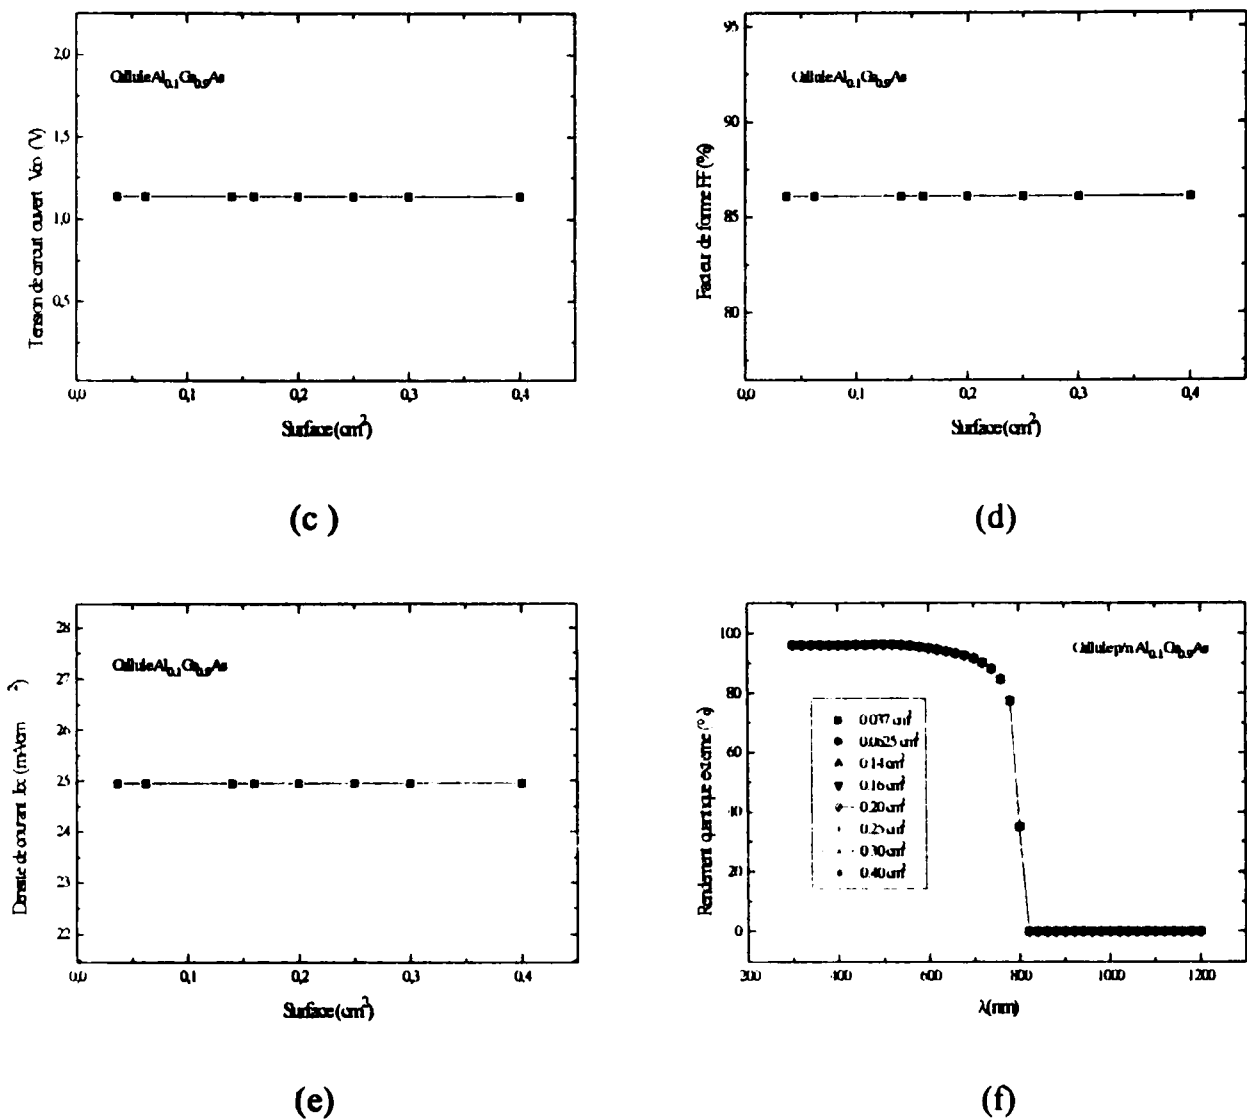 2,0
1,5
1,0
0,5
0,0 0,1 0,2 0,3 0,4
Cellule Al0.1Ga0.9As
Tension de circuit ouvert Vco (V)
Surface (cm²)
(c )
95
90
85
80
0,0 0,1 0,2 0,3 0,4
Cellule Al0.1Ga0.9As
Facteur de forme FF (%)
Surface (cm²)
(d)
28
27
26
25
24
23
22
0,0 0,1 0,2 0,3 0,4
Cellule Al0.1Ga0.9As
Densité de courant
Surface (cm²)
(e)
100
80
60
40
20
0
400 600 800 1000 1200
Cellule p/n Al0.1Ga0.9As
0.037 cm²
0.0625 cm²
0.14 cm²
0.16 cm²
0.20 cm²
0.25 cm²
0.30 cm²
0.40 cm²
Rendement quantique externe (%)
λ(nm)
(f)